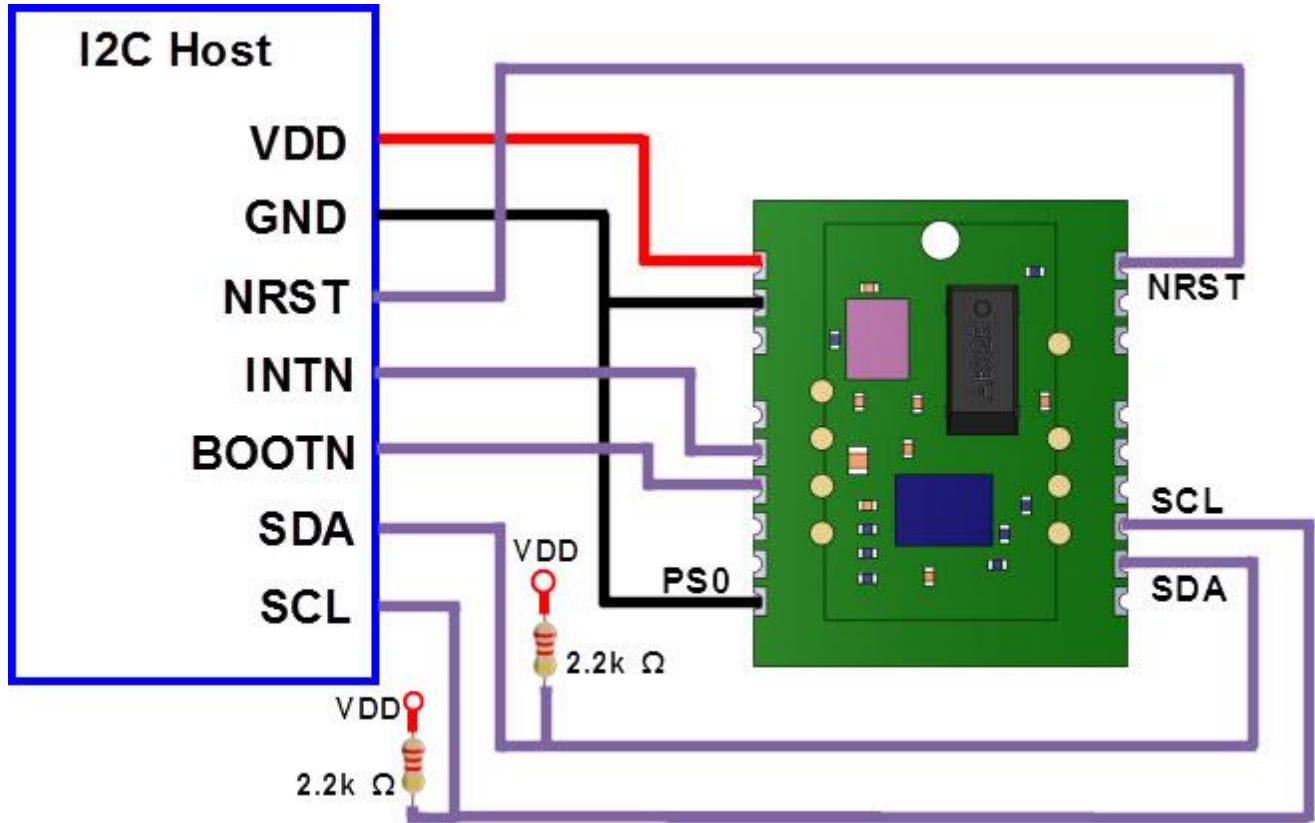 I2C Host
VDD
GND
NRST
INTN
BOOTN
SDA
SCL
NRST
SCL
SDA
PS0
VDD
2.2k Ω
VDD
2.2k Ω